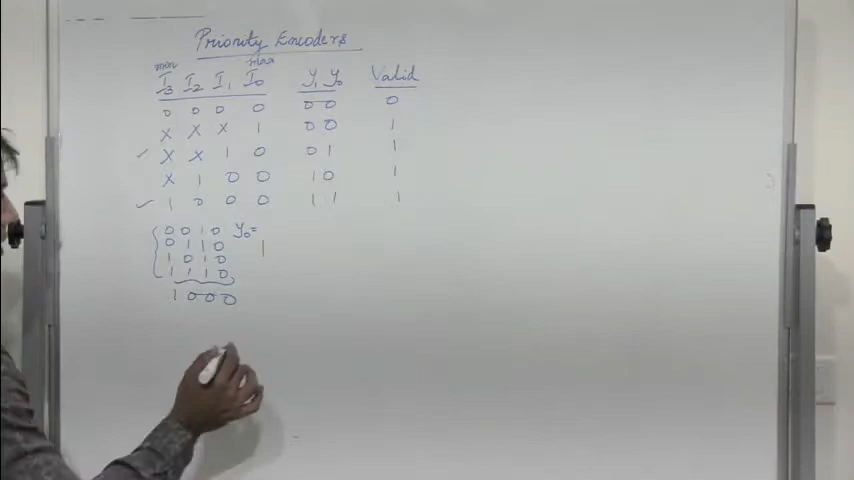 Priority Encoders
min max
I3 I2 I1 I0 Y1 Y0 Valid
0 0 0 0 0 0 0
X X X 1 0 0 1
✓ X X 1 0 0 1 1
X 1 0 0 1 0 1
✓ 1 0 0 0 1 1 1
0 0 1 0 Y0=
0 1 1 0 1
1 0 1 0
1 1 1 0
1 0 0 0